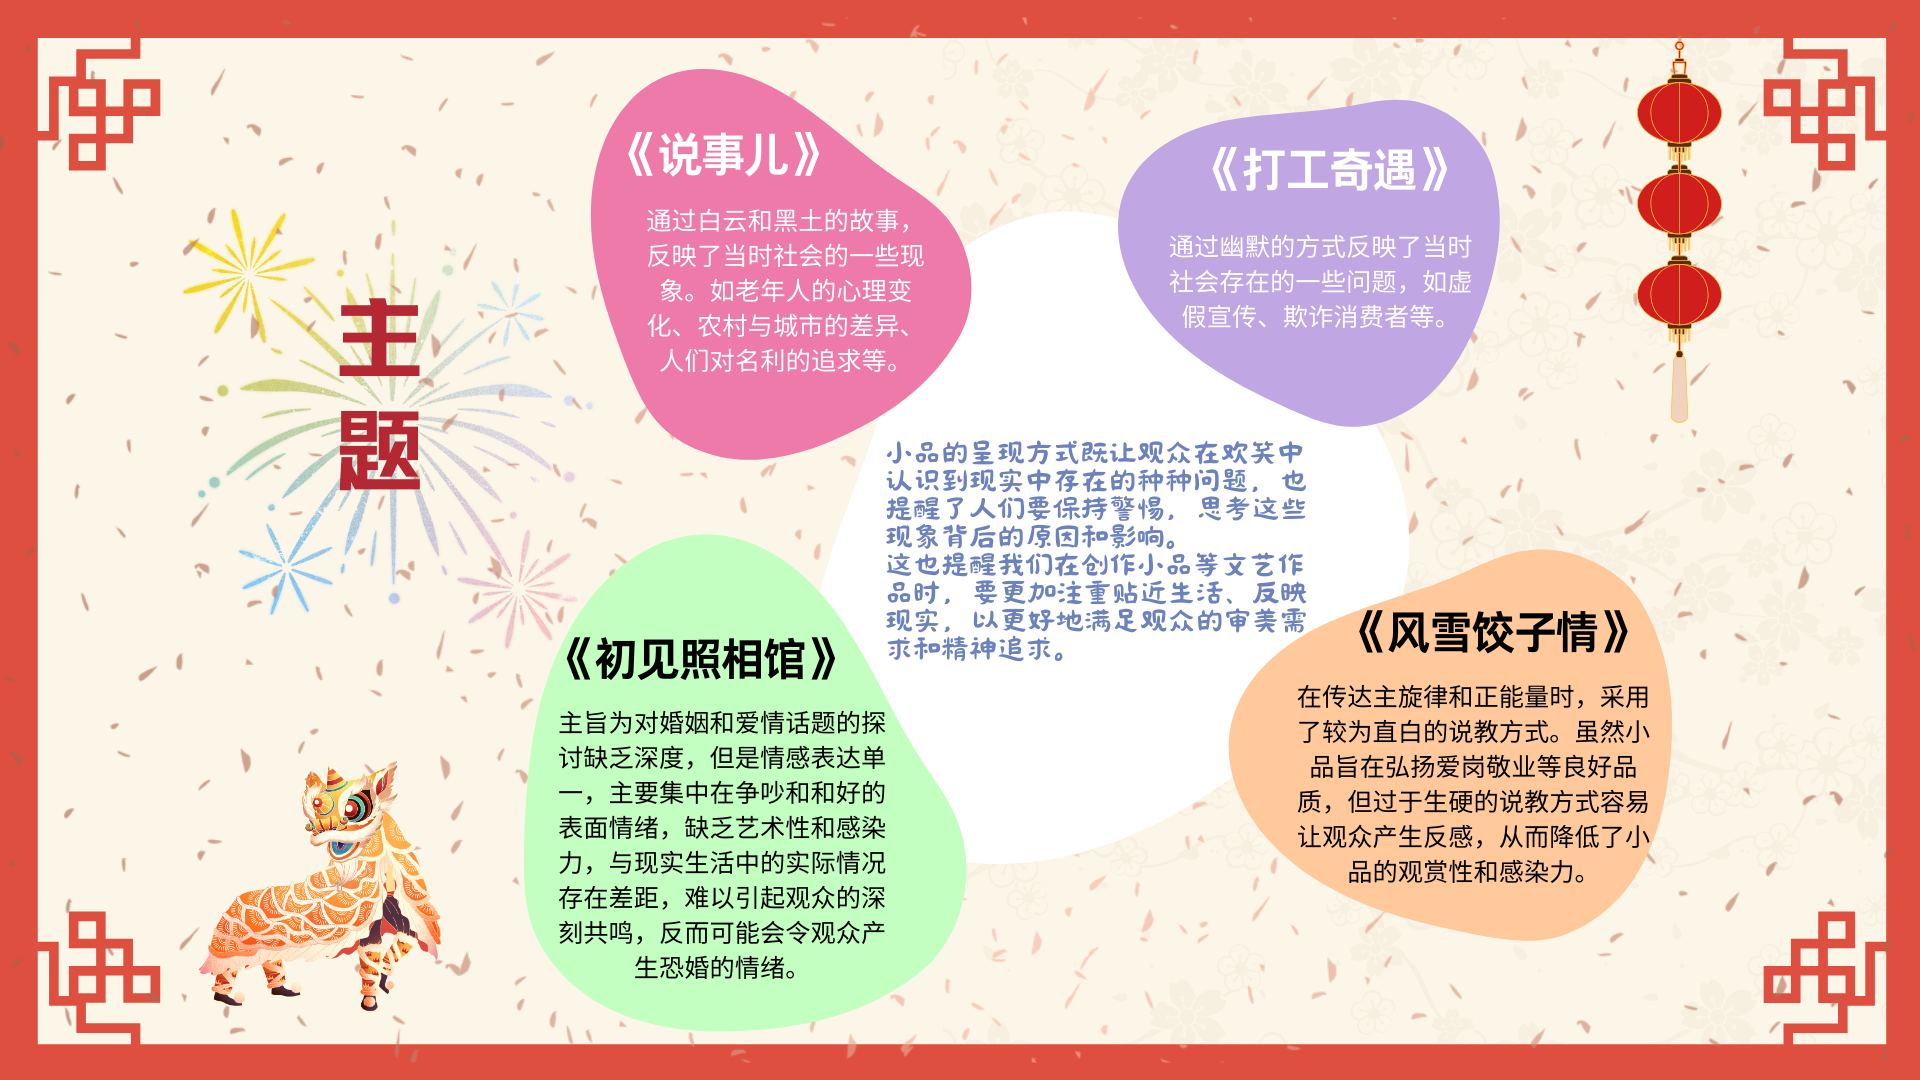 主
题
《说事儿》
通过白云和黑土的故事，
反映了当时社会的一些现
象。如老年人的心理变
化、农村与城市的差异、
人们对名利的追求等。
《打工奇遇》
通过幽默的方式反映了当时
社会存在的一些问题，如虚
假宣传、欺诈消费者等。
小品的呈现方式既让观众在欢笑中
认识到现实中存在的种种问题，也
提醒了人们要保持警惕，思考这些
现象背后的原因和影响。
这也提醒我们在创作小品等文艺作
品时，要更加注重贴近生活、反映
现实，以更好地满足观众的审美需
求和精神追求。
《初见照相馆》
主旨为对婚姻和爱情话题的探
讨缺乏深度，但是情感表达单
一，主要集中在争吵和和好的
表面情绪，缺乏艺术性和感染
力，与现实生活中的实际情况
存在差距，难以引起观众的深
刻共鸣，反而可能会令观众产
生恐婚的情绪。
《风雪饺子情》
在传达主旋律和正能量时，采用
了较为直白的说教方式。虽然小
品旨在弘扬爱岗敬业等良好品
质，但过于生硬的说教方式容易
让观众产生反感，从而降低了小
品的观赏性和感染力。